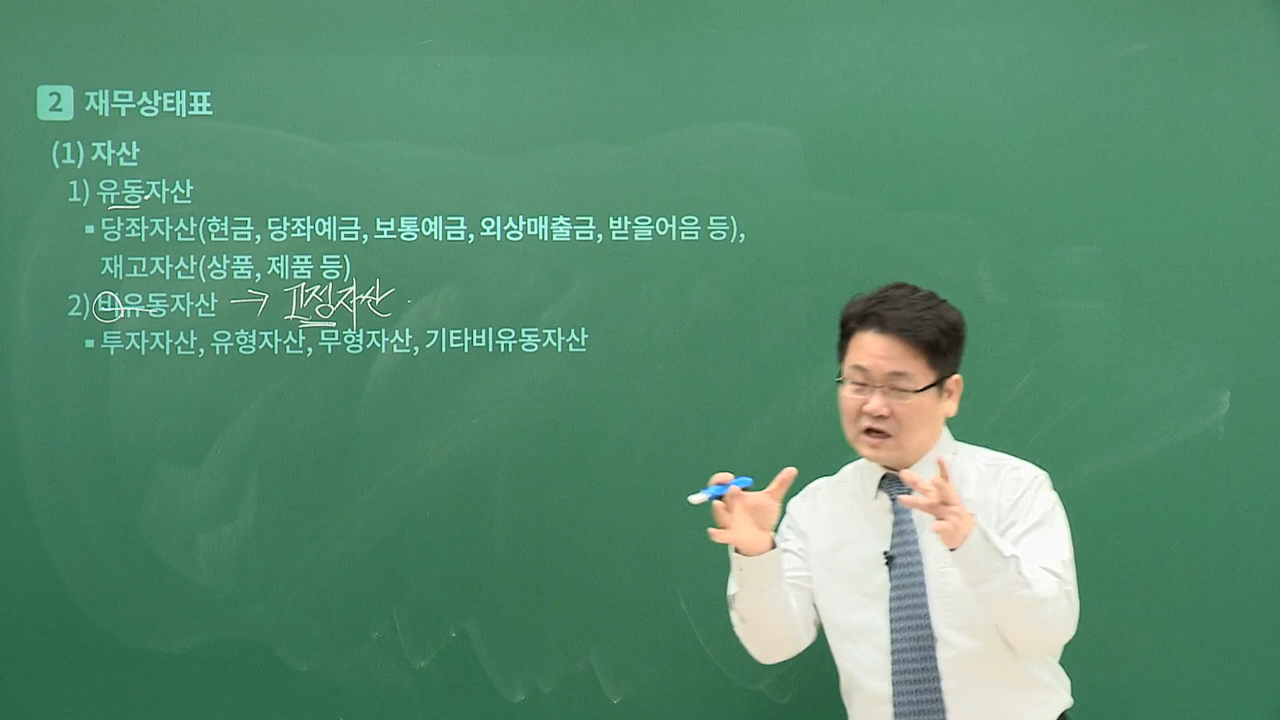 2 재무상태표
(1) 자산
1) 유동자산
▪ 당좌자산(현금, 당좌예금, 보통예금, 외상매출금, 받을어음 등),
재고자산(상품, 제품 등)
2) 비유동자산 → 고정자산
▪ 투자자산, 유형자산, 무형자산, 기타비유동자산